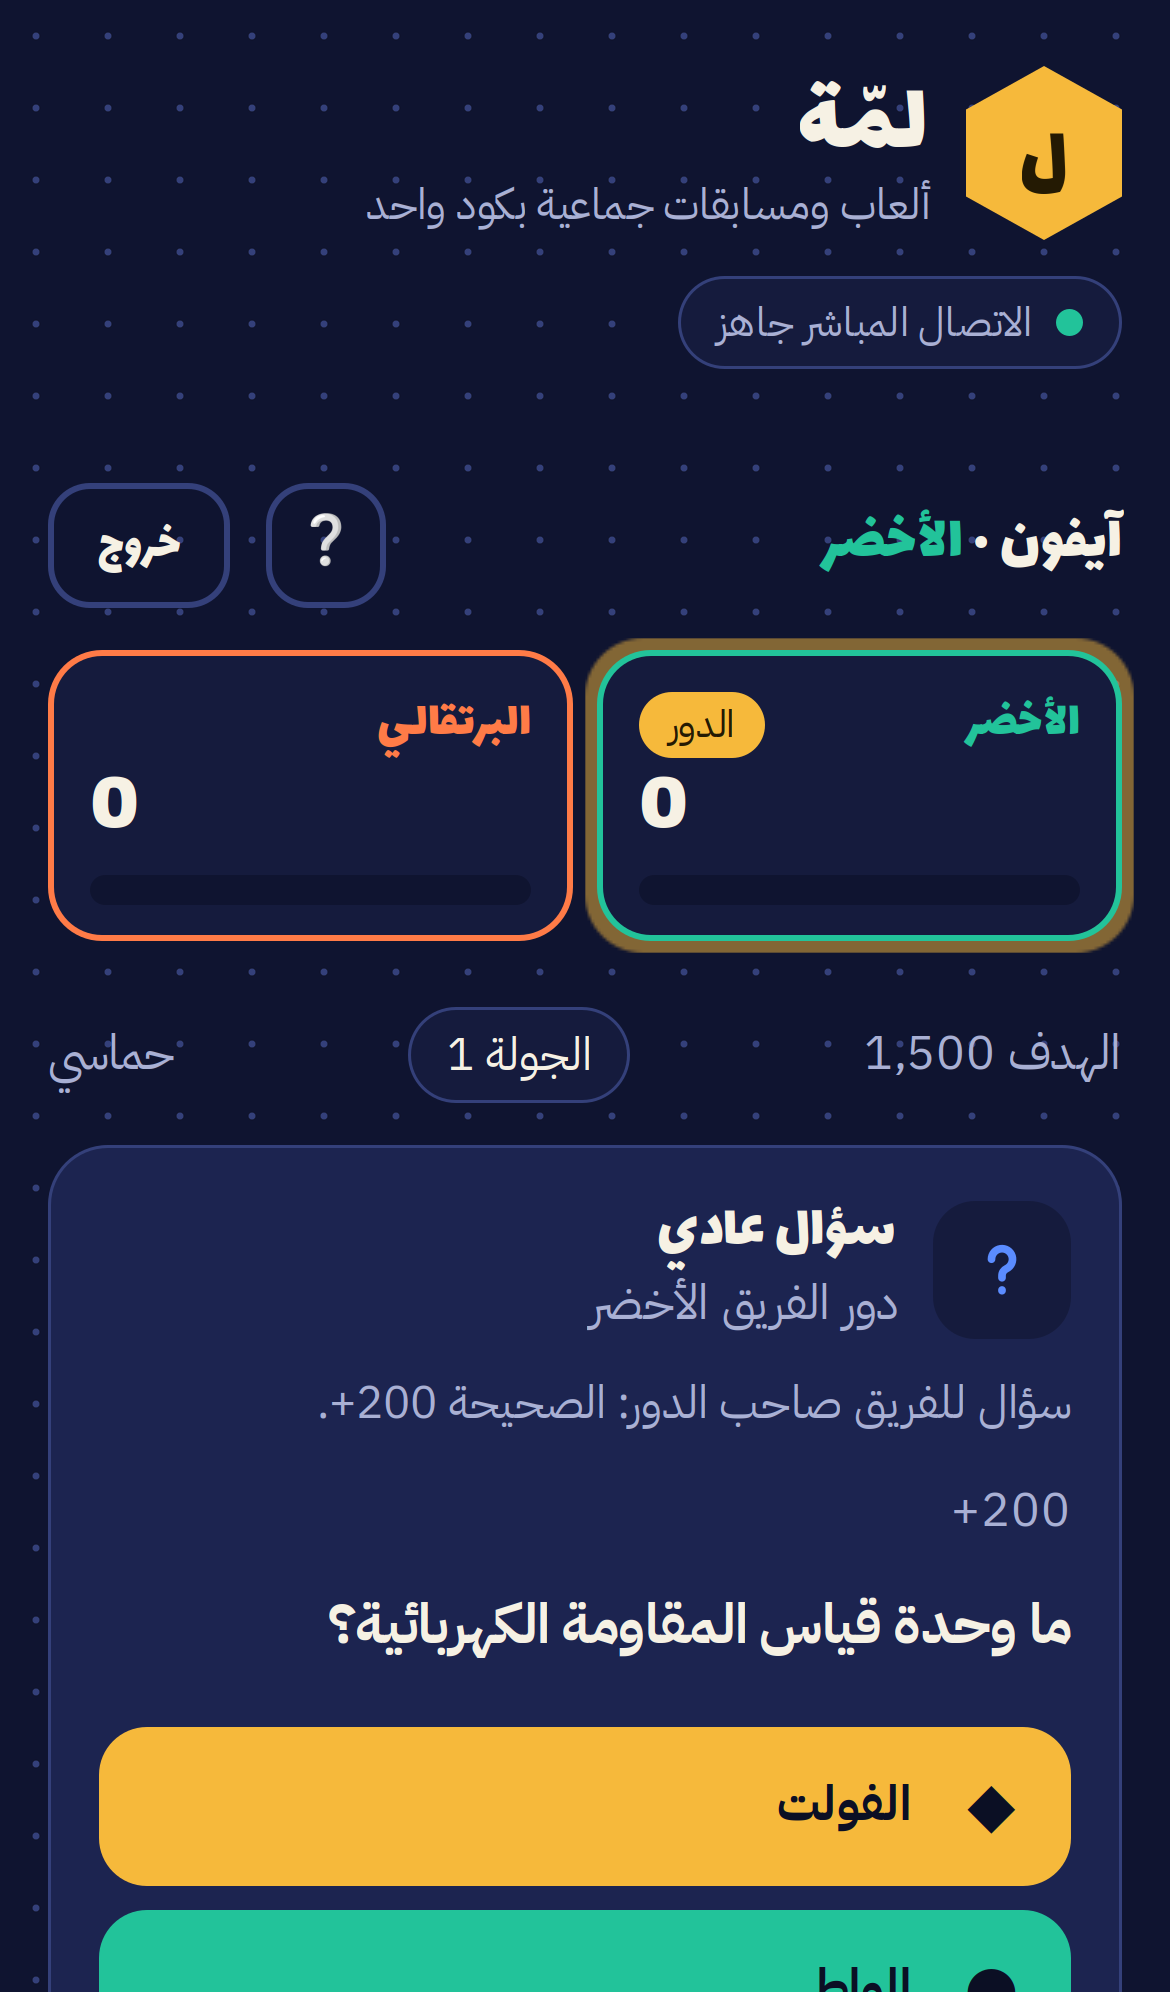 ل
لمّة
ألعاب ومسابقات جماعية بكود واحد
الاتصال المباشر جاهز
آيفون · الأخضر
؟
خروج
الأخضر
الدور
0
البرتقالي
0
الهدف 1,500
الجولة 1
حماسي
؟
سؤال عادي
دور الفريق الأخضر
سؤال للفريق صاحب الدور: الصحيحة 200+.
+200
ما وحدة قياس المقاومة الكهربائية؟
الفولت
الواط